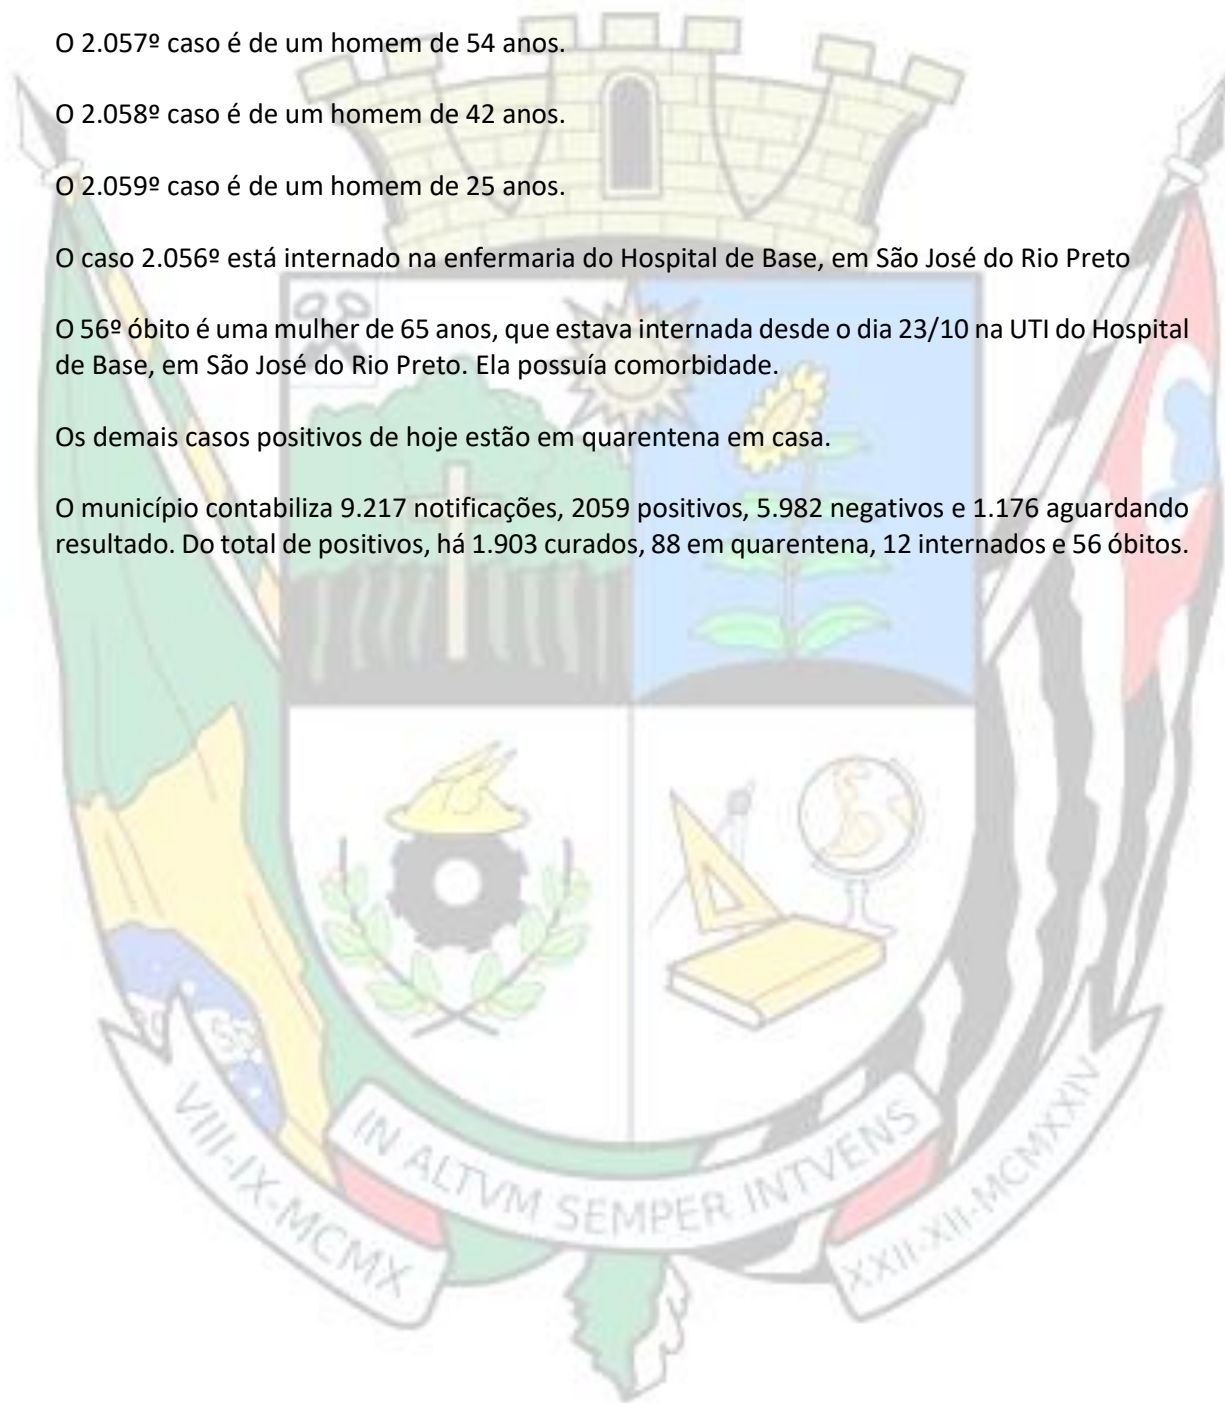 O 2.057º caso é de um homem de 54 anos.
O 2.058º caso é de um homem de 42 anos.
O 2.059º caso é de um homem de 25 anos.
O caso 2.056º está internado na enfermaria do Hospital de Base, em São José do Rio Preto
O 56º óbito é uma mulher de 65 anos, que estava internada desde o dia 23/10 na UTI do Hospital
de Base, em São José do Rio Preto. Ela possuía comorbidade.
Os demais casos positivos de hoje estão em quarentena em casa.
O município contabiliza 9.217 notificações, 2059 positivos, 5.982 negativos e 1.176 aguardando
resultado. Do total de positivos, há 1.903 curados, 88 em quarentena, 12 internados e 56 óbitos.
VIII-IX-MCMX
IN ALTVM SEMPER INTVENS
XXII-XII-MCMXXIV